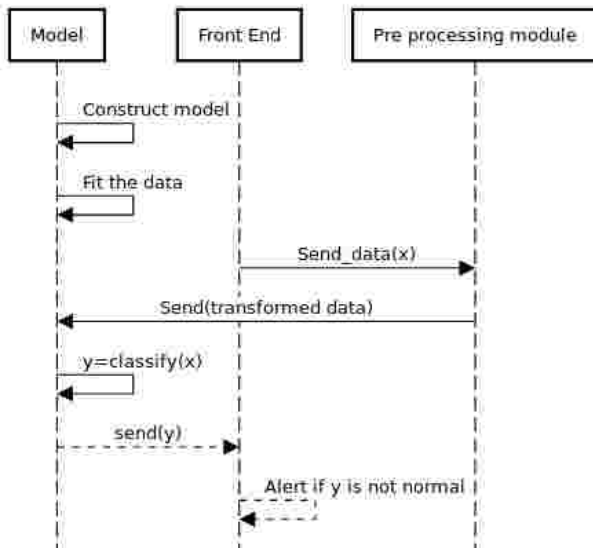 Model
Front End
Pre processing module
Construct model
Fit the data
Send_data(x)
Send(transformed data)
y=classify(x)
send(y)
Alert if y is not normal